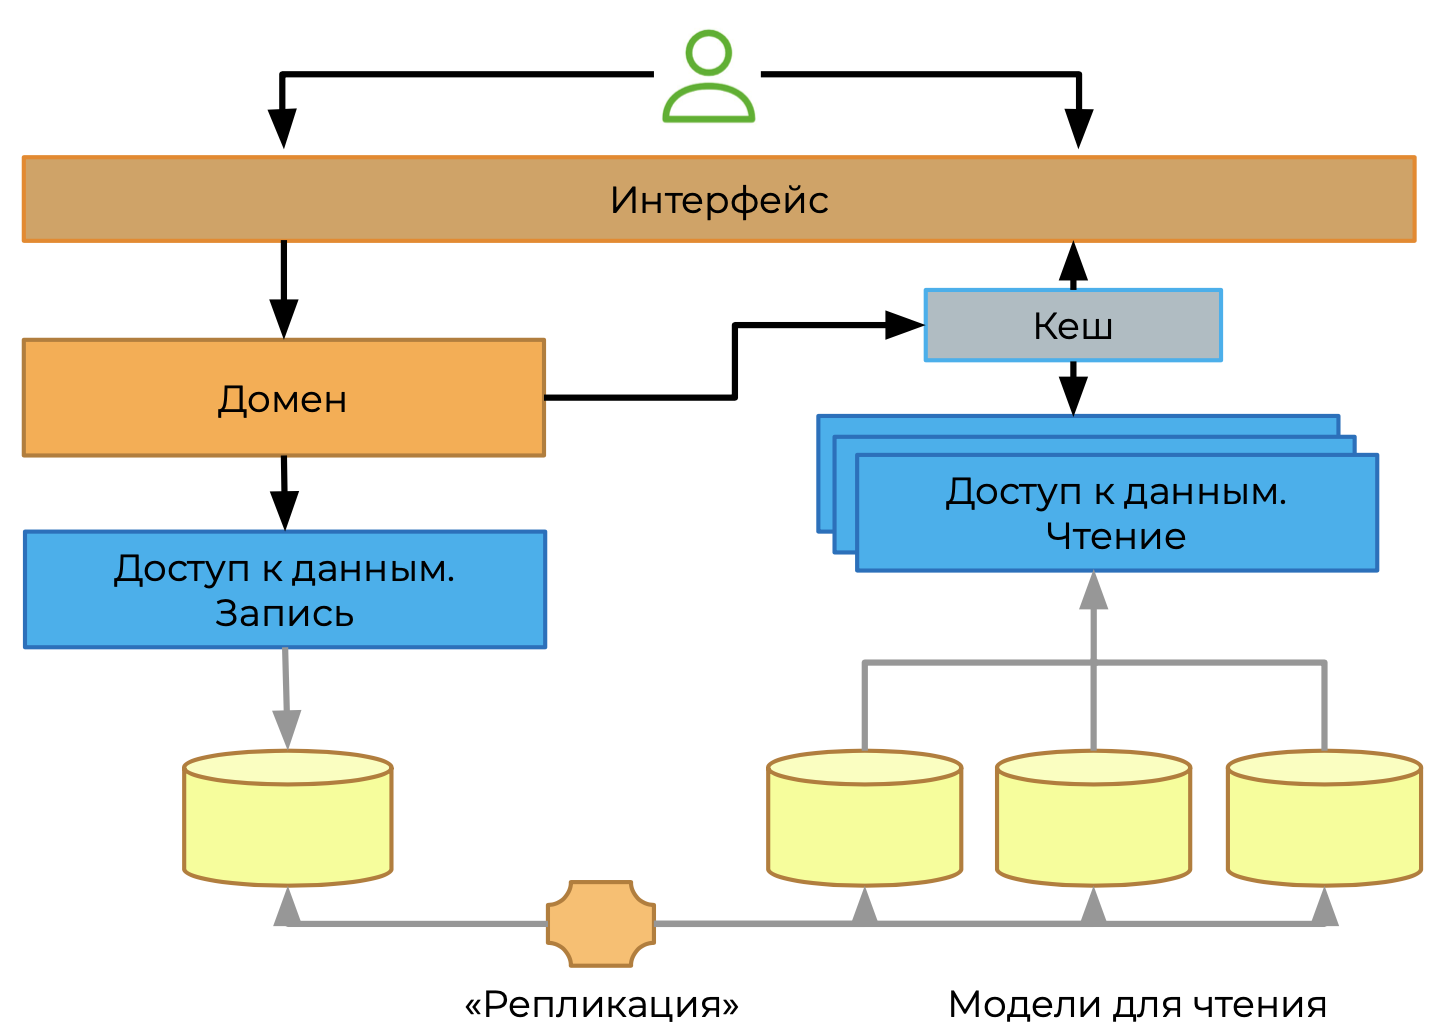 Интерфейс
Кеш
Домен
Доступ к данным.
Чтение
Доступ к данным.
Запись
«Репликация»
Модели для чтения